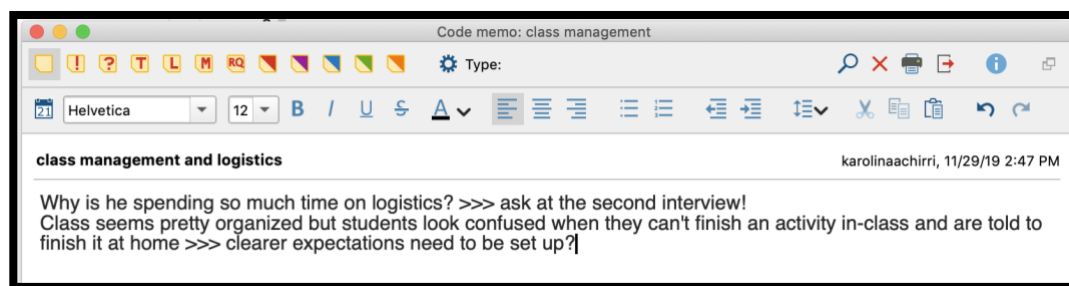 Code memo: class management
! ? T L M RQ Type:
21 Helvetica 12 B I U S A
class management and logistics karolinaachirri, 11/29/19 2:47 PM
Why is he spending so much time on logistics? >>> ask at the second interview!
Class seems pretty organized but students look confused when they can't finish an activity in-class and are told to
finish it at home >>> clearer expectations need to be set up?